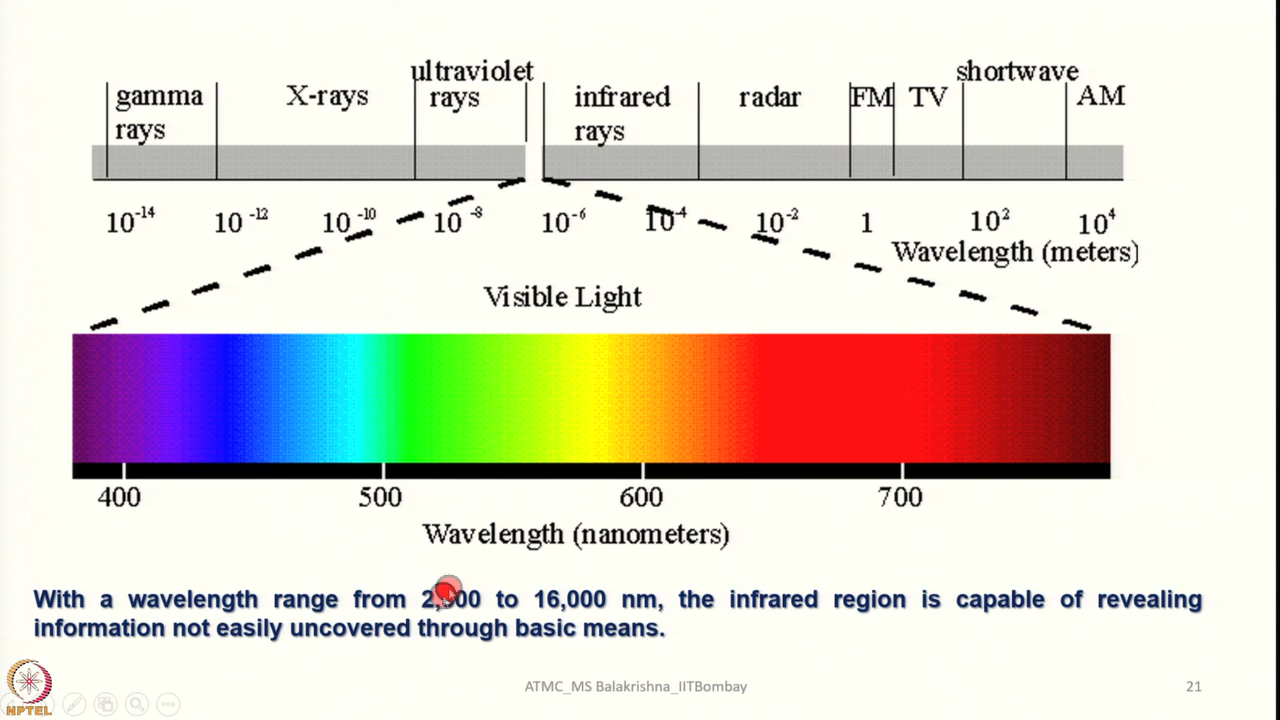 ultraviolet shortwave
gamma X-rays rays infrared radar FM TV AM
rays rays
10⁻¹⁴ 10⁻¹² 10⁻¹⁰ 10⁻⁸ 10⁻⁶ 10⁻⁴ 10⁻² 1 10² 10⁴
Wavelength (meters)
Visible Light
400 500 600 700
Wavelength (nanometers)
With a wavelength range from to 16,000 nm, the infrared region is capable of revealing
information not easily uncovered through basic means.
ATMC_MS Balakrishna_IITBombay 21
NPTEL